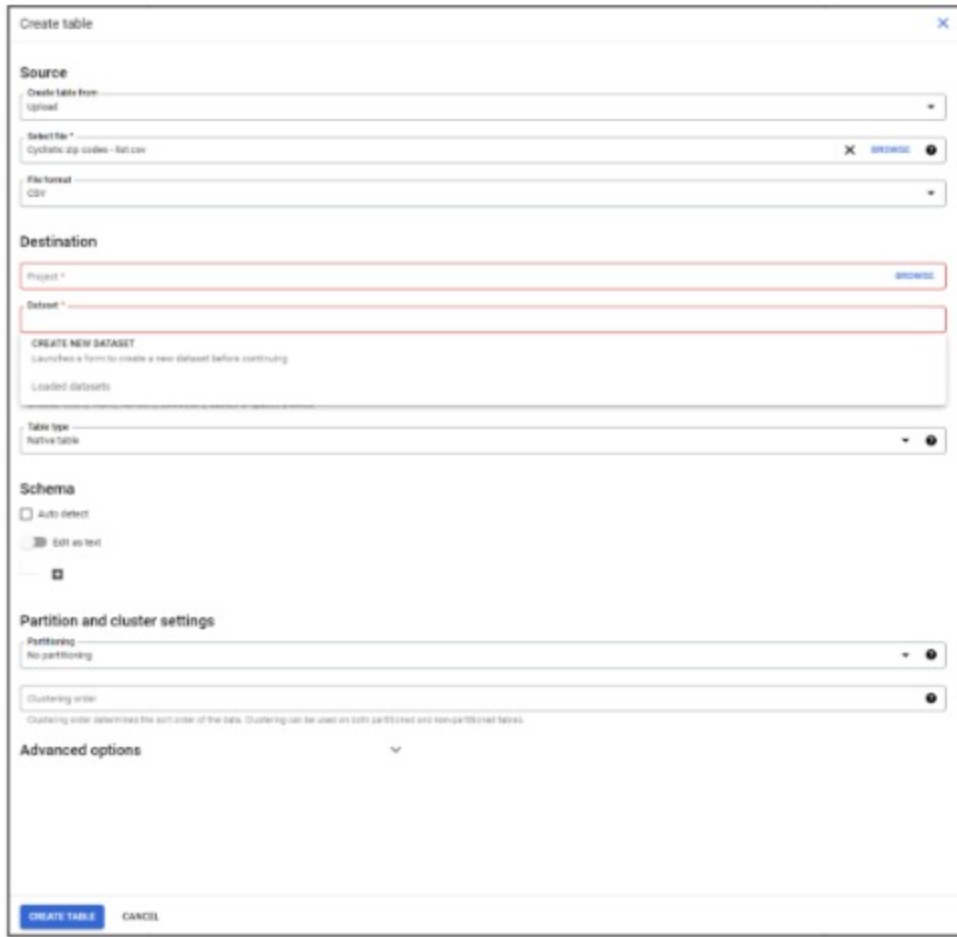 Create table
Source
Create table from
Upload
Select file *
Cyclistic zip codes - list.csv
BROWSE
File format
CSV
Destination
Project *
BROWSE
Dataset *
CREATE NEW DATASET
Launches a form to create a new dataset before continuing
Loaded datasets
Table type
Native table
Schema
Auto detect
Edit as text
Partition and cluster settings
Partitioning
No partitioning
Clustering order
Clustering order determines the sort order of the data. Clustering can be used on both partitioned and non-partitioned tables.
Advanced options
CREATE TABLE CANCEL